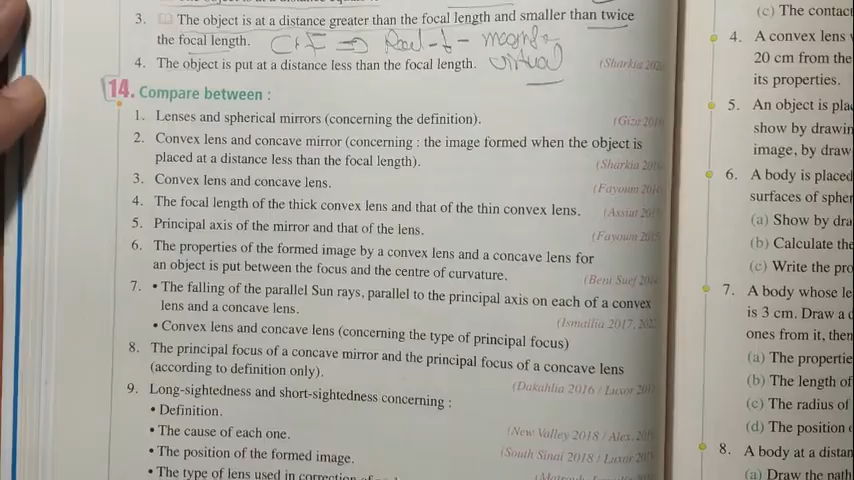 3. The object is at a distance greater than the focal length and smaller than twice
the focal length. C+F ⇒ Real - - magnf
4. The object is put at a distance less than the focal length. virtual (Sharkia
14. Compare between :
1. Lenses and spherical mirrors (concerning the definition). (Giza
2. Convex lens and concave mirror (concerning : the image formed when the object is
placed at a distance less than the focal length). (Sharkia
3. Convex lens and concave lens. (Fayoum
4. The focal length of the thick convex lens and that of the thin convex lens. (Assiut
5. Principal axis of the mirror and that of the lens. (Fayoum
6. The properties of the formed image by a convex lens and a concave lens for
an object is put between the focus and the centre of curvature. (Beni Suef
7. • The falling of the parallel Sun rays, parallel to the principal axis on each of a convex
lens and a concave lens. (Ismailia 2017,
• Convex lens and concave lens (concerning the type of principal focus)
8. The principal focus of a concave mirror and the principal focus of a concave lens
(according to definition only). (Dakahlia 2016 / Luxor
9. Long-sightedness and short-sightedness concerning :
• Definition.
• The cause of each one. (New Valley 2018 / Alex.
• The position of the formed image. (South Sinai 2018 / Luxor
• The type of lens used in correction of
(c) The contact
4. A convex lens
20 cm from the
its properties.
5. An object is pla
show by drawin
image, by draw
6. A body is placed
surfaces of spher
(a) Show by dra
(b) Calculate the
(c) Write the pro
7. A body whose le
is 3 cm. Draw a
ones from it, then
(a) The propertie
(b) The length of
(c) The radius of
(d) The position
8. A body at a distan
(a) Draw the path